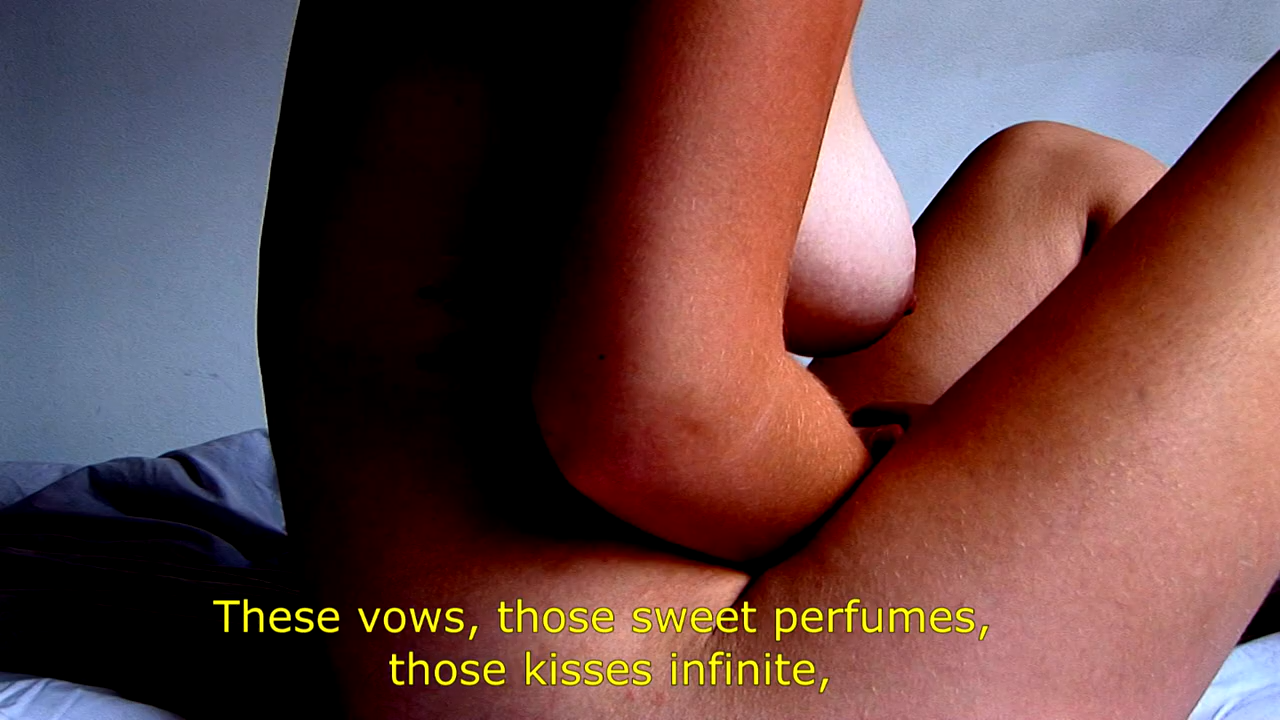 These vows, those sweet perfumes,
those kisses infinite,